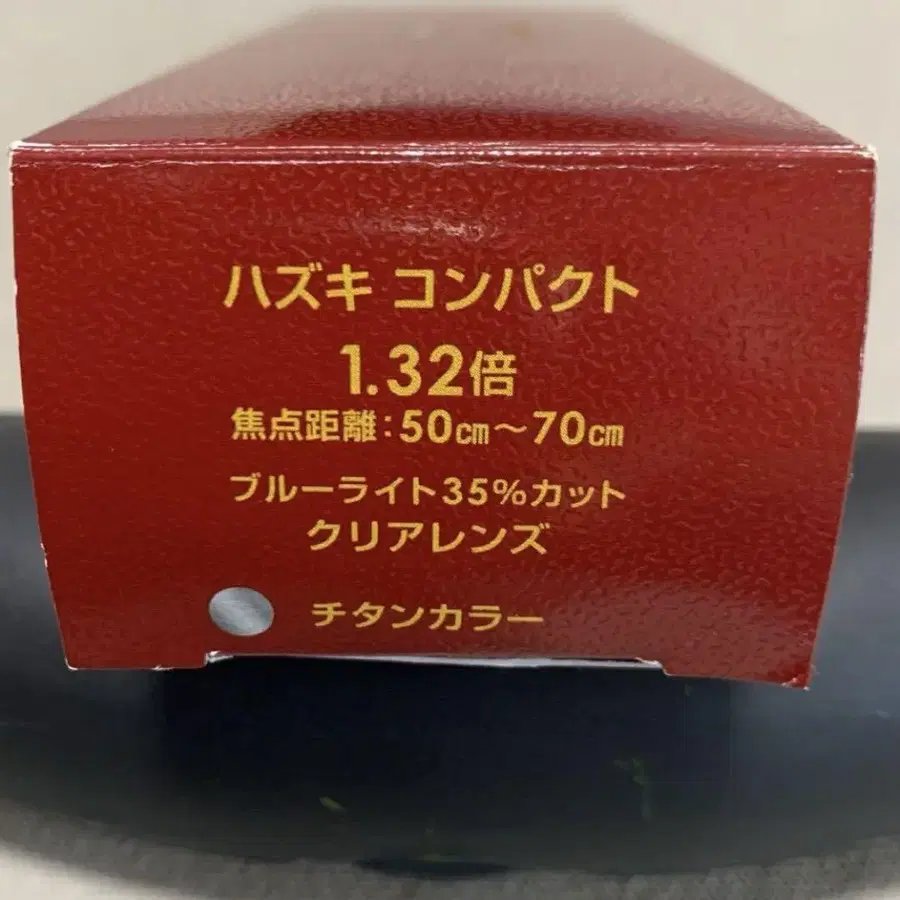 ハズキ コンパクト
1.32倍
焦点距離:50㎝〜70㎝
ブルーライト35%カット
クリアレンズ
チタンカラー